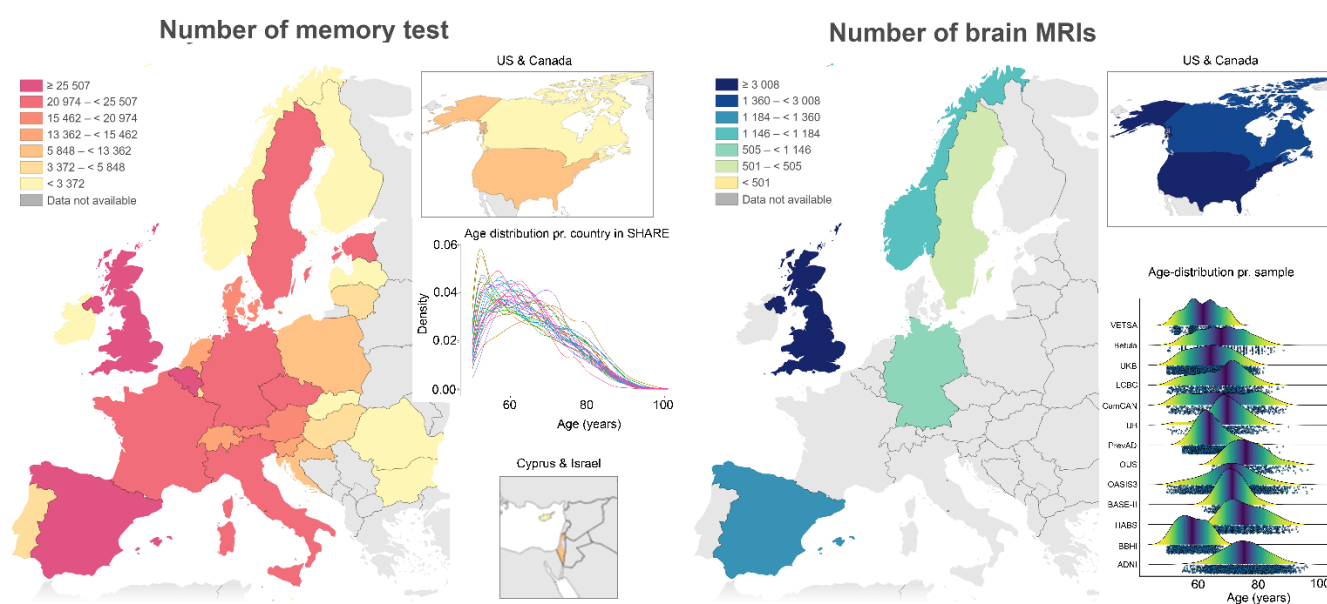 Number of memory test
≥ 25 507
20 974 – < 25 507
15 462 – < 20 974
13 362 – < 15 462
5 848 – < 13 362
3 372 – < 5 848
< 3 372
Data not available
US & Canada
Age distribution pr. country in SHARE
0.06
0.04
0.02
0.00
Density
60
80
100
Age (years)
Cyprus & Israel
Number of brain MRIs
≥ 3 008
1 360 – < 3 008
1 184 – < 1 360
1 146 – < 1 184
505 – < 1 146
501 – < 505
< 501
Data not available
US & Canada
Age-distribution pr. sample
VETSA
Betula
UKB
LCBC
CamCAN
UH
PrevAD
OUS
OASIS3
BASE-II
HABS
BBHI
ADNI
60
80
100
Age (years)